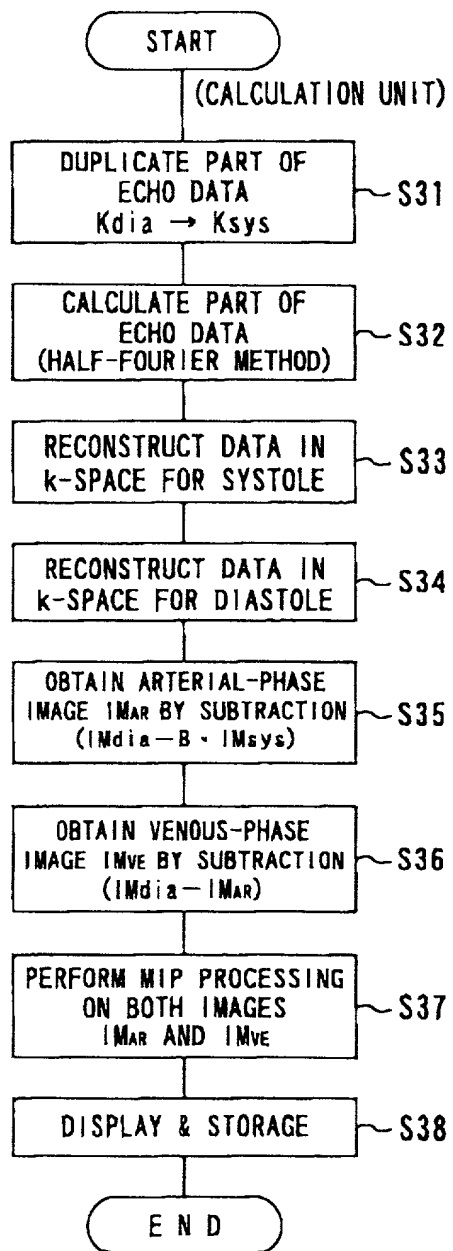 START
(CALCULATION UNIT)
DUPLICATE PART OF
ECHO DATA
Kdia → Ksys
S31
CALCULATE PART OF
ECHO DATA
(HALF-FOURIER METHOD)
S32
RECONSTRUCT DATA IN
k-SPACE FOR SYSTOLE
S33
RECONSTRUCT DATA IN
k-SPACE FOR DIASTOLE
S34
OBTAIN ARTERIAL-PHASE
IMAGE IMAR BY SUBTRACTION
(IMdia-B · IMsys)
S35
OBTAIN VENOUS-PHASE
IMAGE IMVE BY SUBTRACTION
(IMdia-IMAR)
S36
PERFORM MIP PROCESSING
ON BOTH IMAGES
IMAR AND IMVE
S37
DISPLAY & STORAGE
S38
END